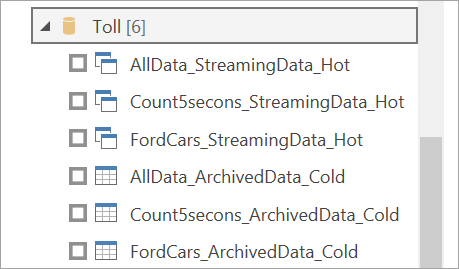 Toll [6]
AllData_StreamingData_Hot
Count5secons_StreamingData_Hot
FordCars_StreamingData_Hot
AllData_ArchivedData_Cold
Count5secons_ArchivedData_Cold
FordCars_ArchivedData_Cold